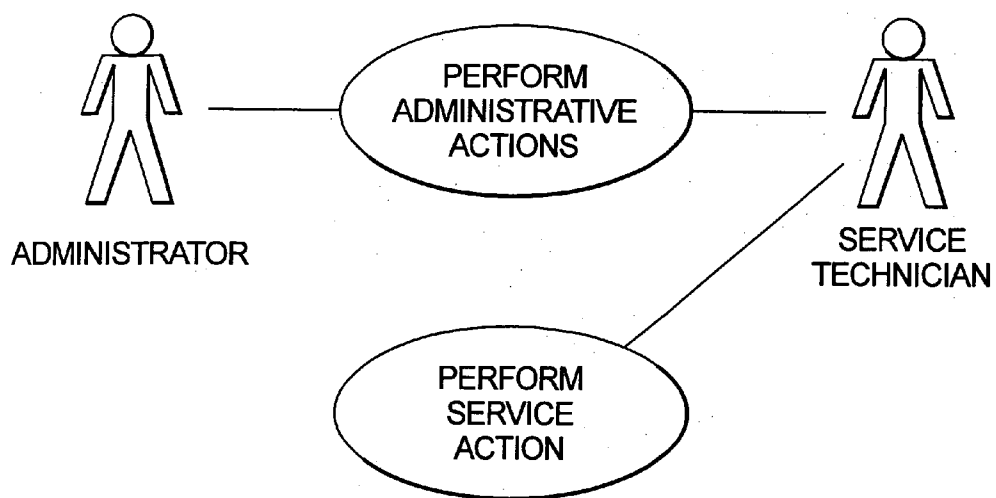 PERFORM
ADMINISTRATIVE
ACTIONS
ADMINISTRATOR
SERVICE
TECHNICIAN
PERFORM
SERVICE
ACTION